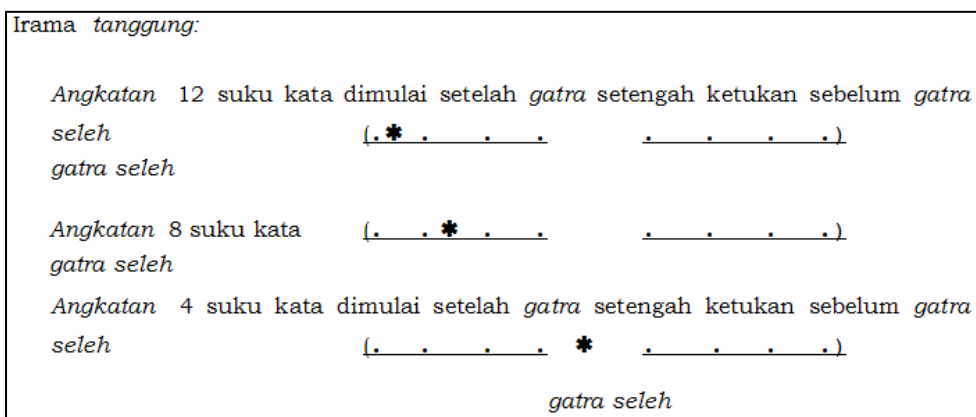 Irama tanggung:
Angkatan 12 suku kata dimulai setelah gatra setengah ketukan sebelum gatra
seleh (. ✱ . . . . . . .)
gatra seleh
Angkatan 8 suku kata (. . ✱ . . . . . .)
gatra seleh
Angkatan 4 suku kata dimulai setelah gatra setengah ketukan sebelum gatra
seleh (. . . . ✱ . . . .)
gatra seleh